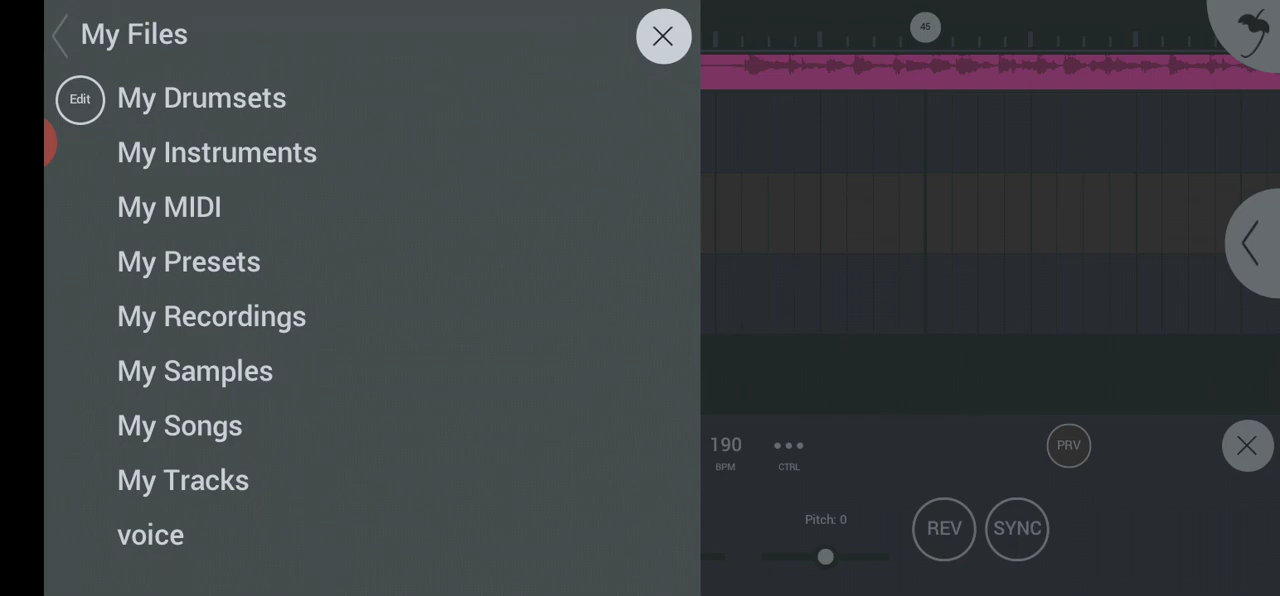 My Files
Edit
My Drumsets
My Instruments
My MIDI
My Presets
My Recordings
My Samples
My Songs
My Tracks
voice
45
190
BPM
CTRL
PRV
Pitch: 0
REV
SYNC